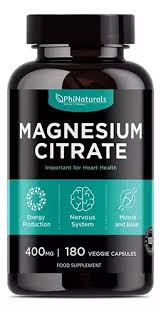 PhiNaturals
MAGNESIUM
CITRATE
Important for Heart Health
Energy
Production
Nervous
System
Muscle
and Bone
400MG | 180 VEGGIE CAPSULES
FOOD SUPPLEMENT